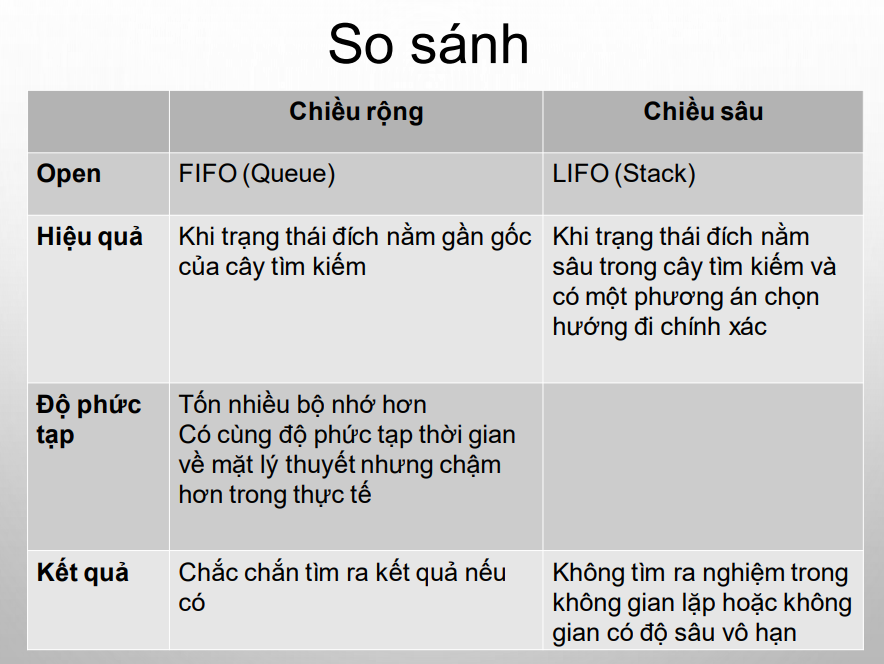 So sánh
Chiều rộng
Chiều sâu
Open
FIFO (Queue)
LIFO (Stack)
Hiệu quả
Khi trạng thái đích nằm gần gốc
của cây tìm kiếm
Khi trạng thái đích nằm
sâu trong cây tìm kiếm và
có một phương án chọn
hướng đi chính xác
Độ phức
tạp
Tốn nhiều bộ nhớ hơn
Có cùng độ phức tạp thời gian
về mặt lý thuyết nhưng chậm
hơn trong thực tế
Kết quả
Chắc chắn tìm ra kết quả nếu
có
Không tìm ra nghiệm trong
không gian lặp hoặc không
gian có độ sâu vô hạn